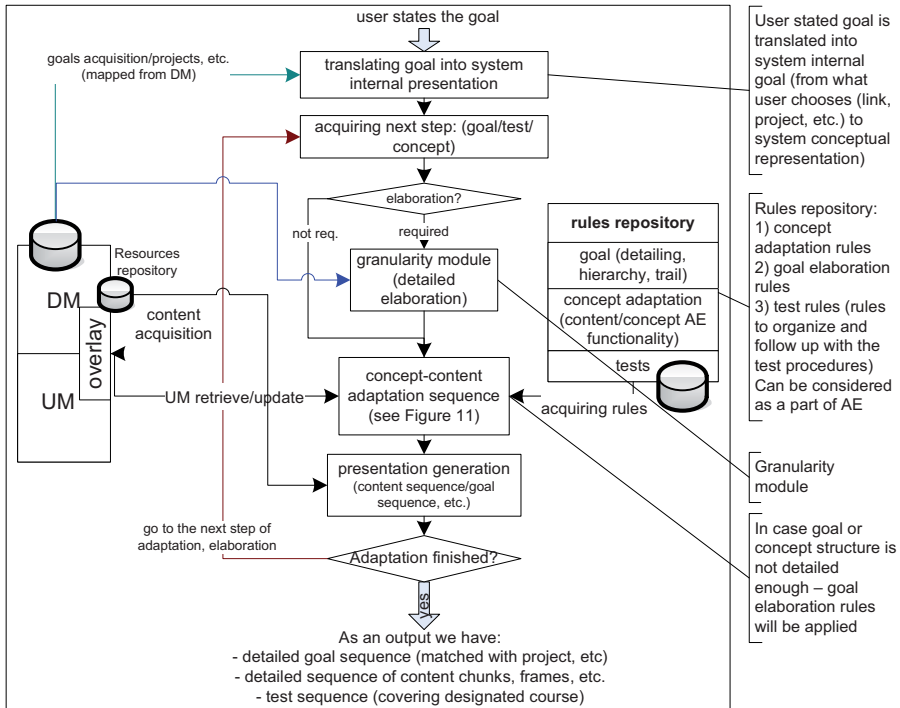 user states the goal
goals acquisition/projects, etc.
(mapped from DM)
translating goal into system
internal presentation
acquiring next step: (goal/test/
concept)
elaboration?
not req.
required
granularity module
(detailed
elaboration)
Resources
repository
DM
content
acquisition
overlay
UM
UM retrieve/update
concept-content
adaptation sequence
(see Figure 11)
rules repository
goal (detailing,
hierarchy, trail)
concept adaptation
(content/concept AE
functionality)
tests
acquiring rules
presentation generation
(content sequence/goal
sequence, etc.)
go to the next step of
adaptation, elaboration
Adaptation finished?
yes
As an output we have:
- detailed goal sequence (matched with project, etc)
- detailed sequence of content chunks, frames, etc.
- test sequence (covering designated course)
User stated goal is
translated into
system internal
goal (from what
user chooses (link,
project, etc.) to
system conceptual
representation)
Rules repository:
1) concept
adaptation rules
2) goal elaboration
rules
3) test rules (rules
to organize and
follow up with the
test procedures)
Can be considered
as a part of AE
Granularity
module
In case goal or
concept structure is
not detailed
enough – goal
elaboration rules
will be applied